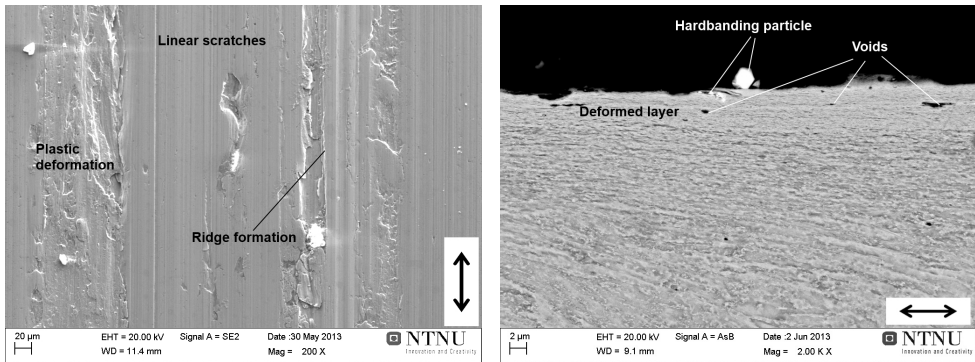 Linear scratches
Plastic
deformation
Ridge formation
20 µm
EHT = 20.00 kV
Signal A = SE2
Date :30 May 2013
WD = 11.4 mm
Mag = 200 X
NTNU
Innovation and Creativity
Hardbanding particle
Voids
Deformed layer
2 µm
EHT = 20.00 kV
Signal A = AsB
Date :2 Jun 2013
WD = 9.1 mm
Mag = 2.00 K X
NTNU
Innovation and Creativity